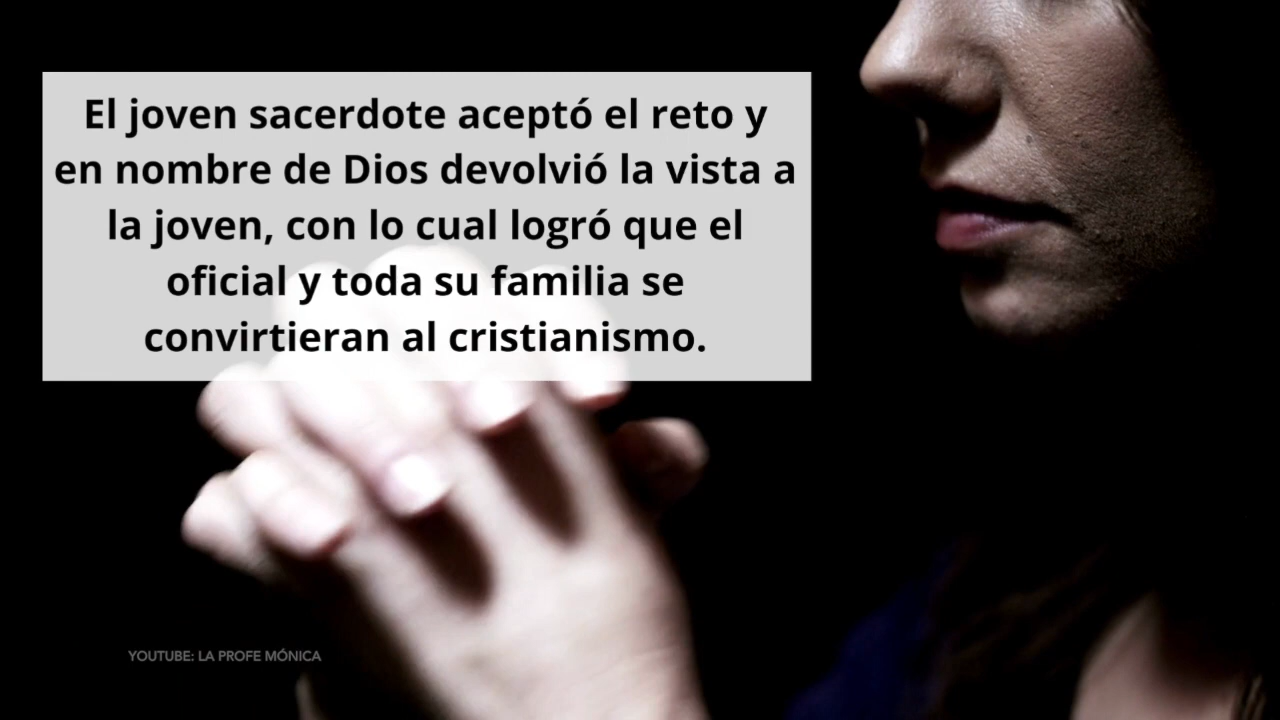 El joven sacerdote aceptó el reto y
en nombre de Dios devolvió la vista a
la joven, con lo cual logró que el
oficial y toda su familia se
convirtieran al cristianismo.
YOUTUBE: LA PROFE MÓNICA